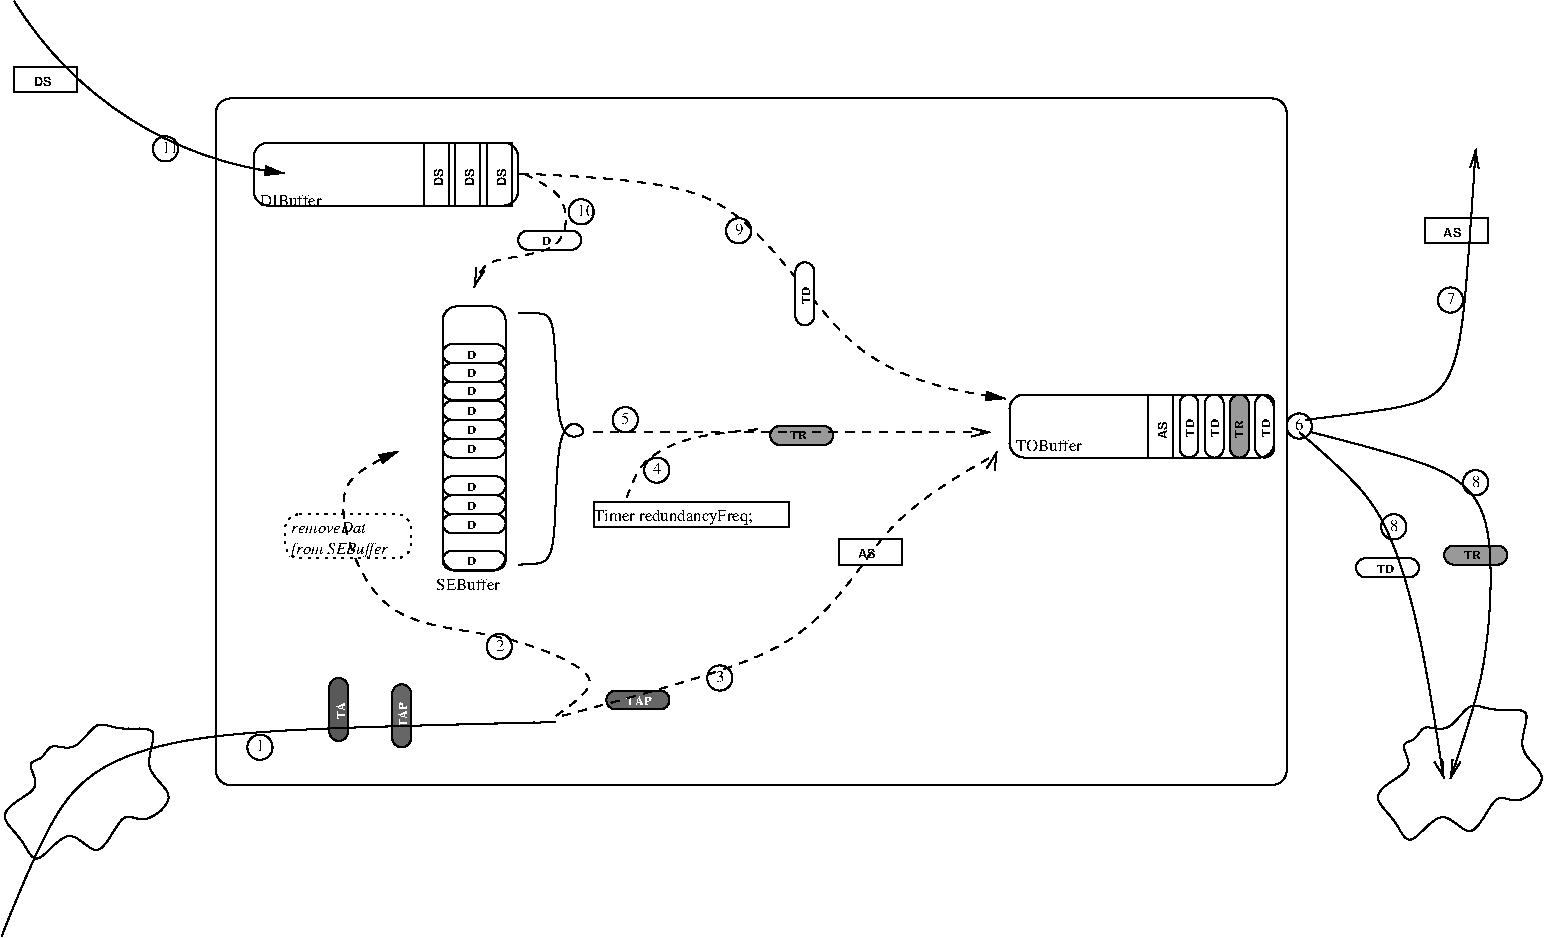 DS
11
DS
DS
DS
DIBuffer
10
D
9
TD
AS
7
D
D
D
D
D
D
D
D
D
D
SEBuffer
5
TR
4
Timer redundancyFreq;
AS
TOBuffer
AS
TD
TD
TR
TD
6
8
8
TR
TD
removeDat
from SEBuffer
2
3
TAP
TA
TAP
1